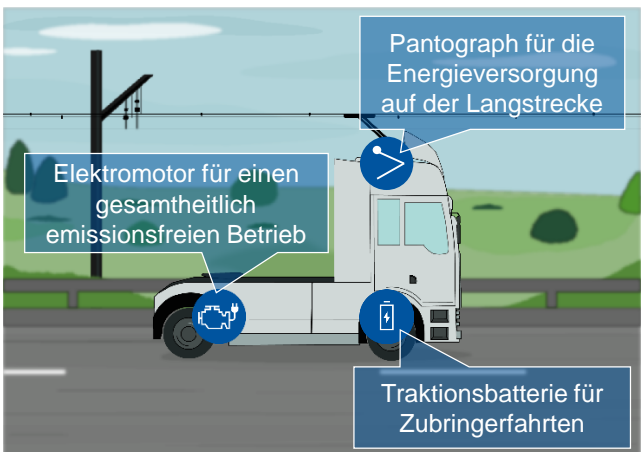 Pantograph für die
Energieversorgung
auf der Langstrecke
Elektromotor für einen
gesamtheitlich
emissionsfreien Betrieb
Traktionsbatterie für
Zubringerfahrten